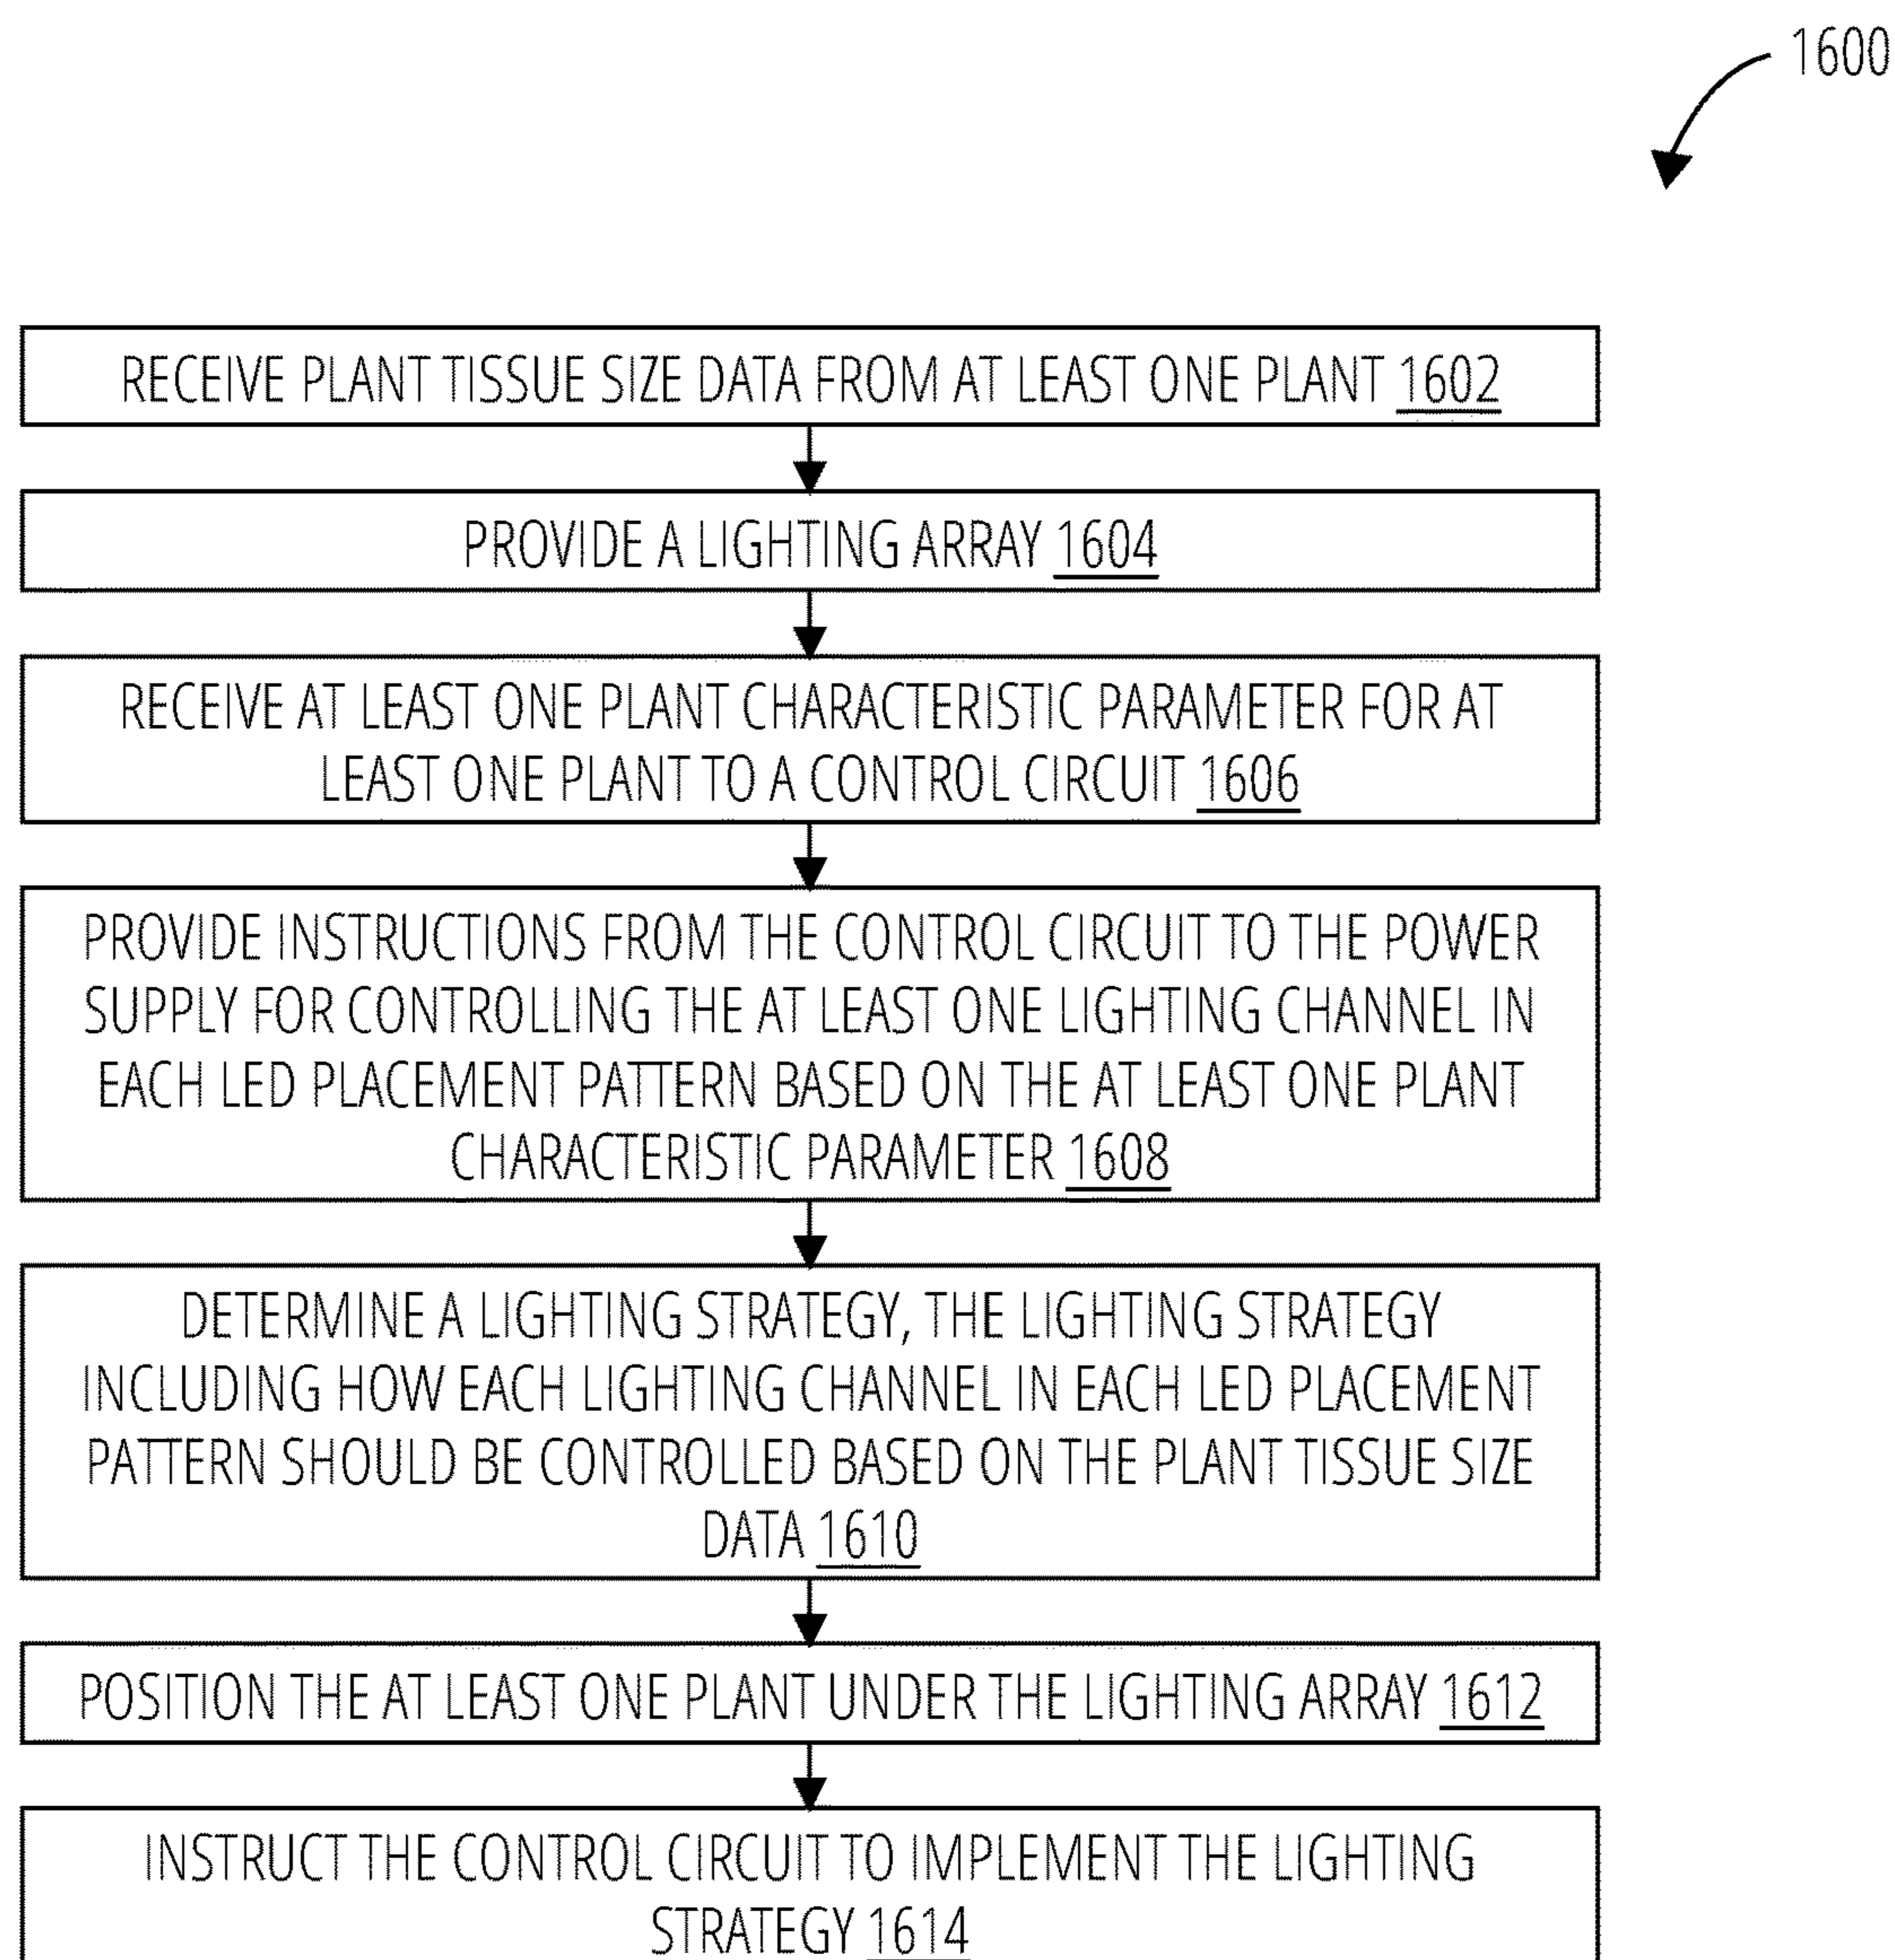 1600
RECEIVE PLANT TISSUE SIZE DATA FROM AT LEAST ONE PLANT 1602
PROVIDE A LIGHTING ARRAY 1604
RECEIVE AT LEAST ONE PLANT CHARACTERISTIC PARAMETER FOR AT
LEAST ONE PLANT TO A CONTROL CIRCUIT 1606
PROVIDE INSTRUCTIONS FROM THE CONTROL CIRCUIT TO THE POWER
SUPPLY FOR CONTROLLING THE AT LEAST ONE LIGHTING CHANNEL IN
EACH LED PLACEMENT PATTERN BASED ON THE AT LEAST ONE PLANT
CHARACTERISTIC PARAMETER 1608
DETERMINE A LIGHTING STRATEGY, THE LIGHTING STRATEGY
INCLUDING HOW EACH LIGHTING CHANNEL IN EACH LED PLACEMENT
PATTERN SHOULD BE CONTROLLED BASED ON THE PLANT TISSUE SIZE
DATA 1610
POSITION THE AT LEAST ONE PLANT UNDER THE LIGHTING ARRAY 1612
INSTRUCT THE CONTROL CIRCUIT TO IMPLEMENT THE LIGHTING
STRATEGY 1614